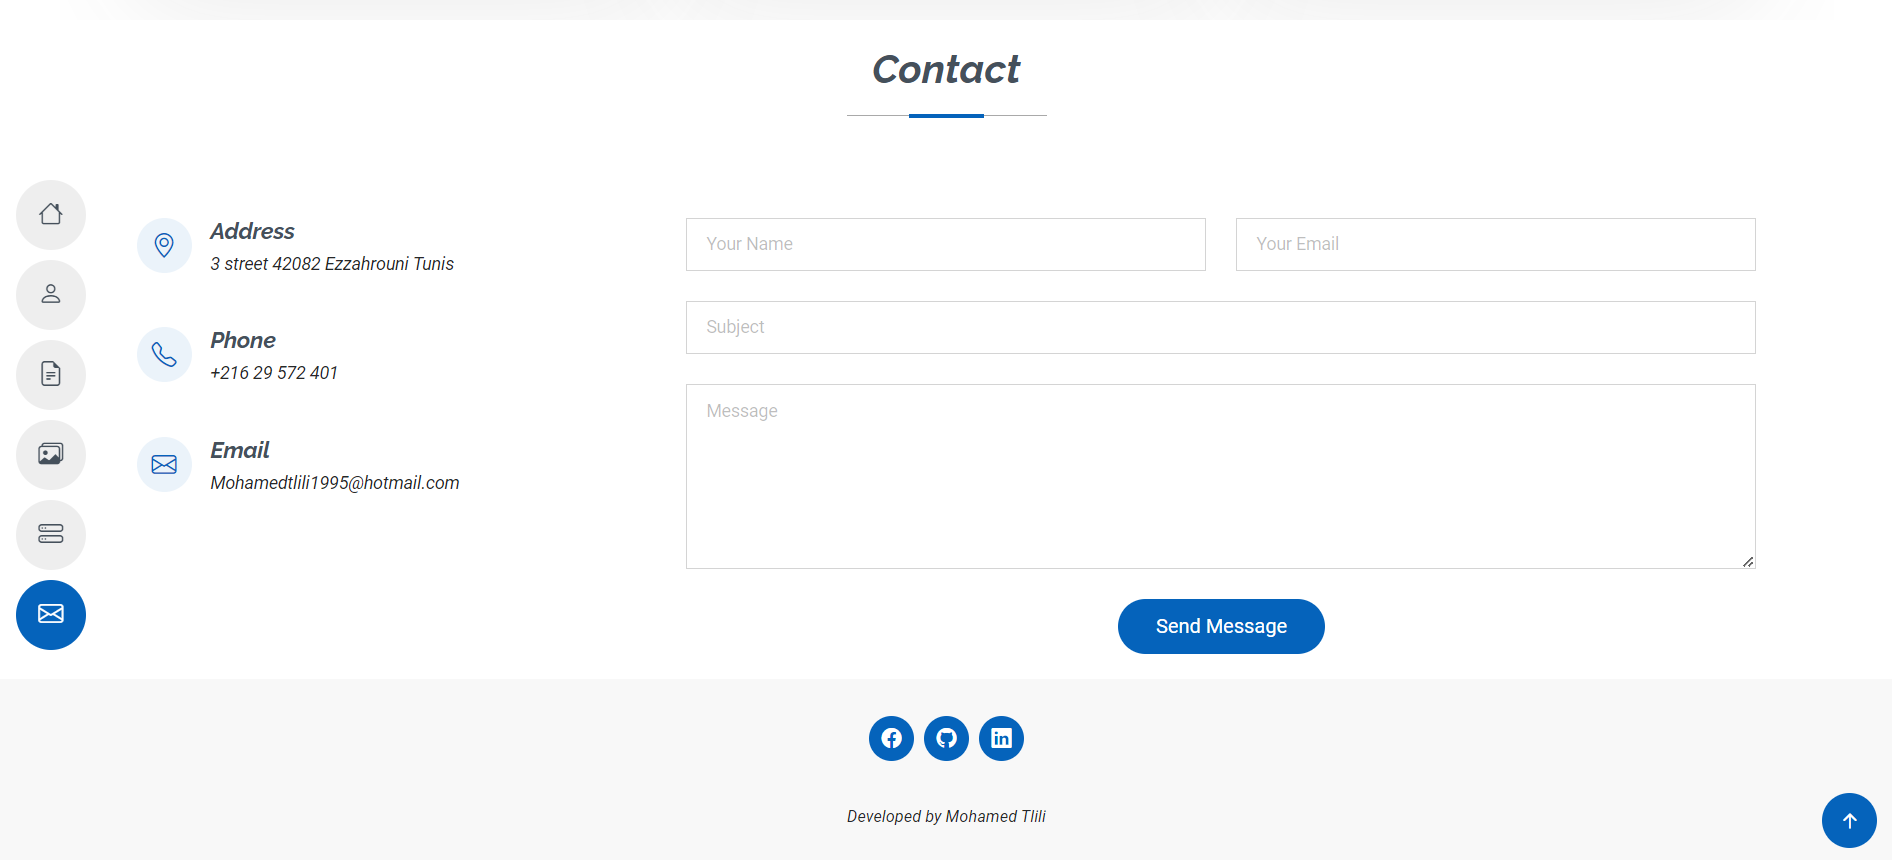 Contact
Address
3 street 42082 Ezzahrouni Tunis
Phone
+216 29 572 401
Email
Mohamedtlili1995@hotmail.com
Your Name
Your Email
Subject
Message
Send Message
Developed by Mohamed Tlili